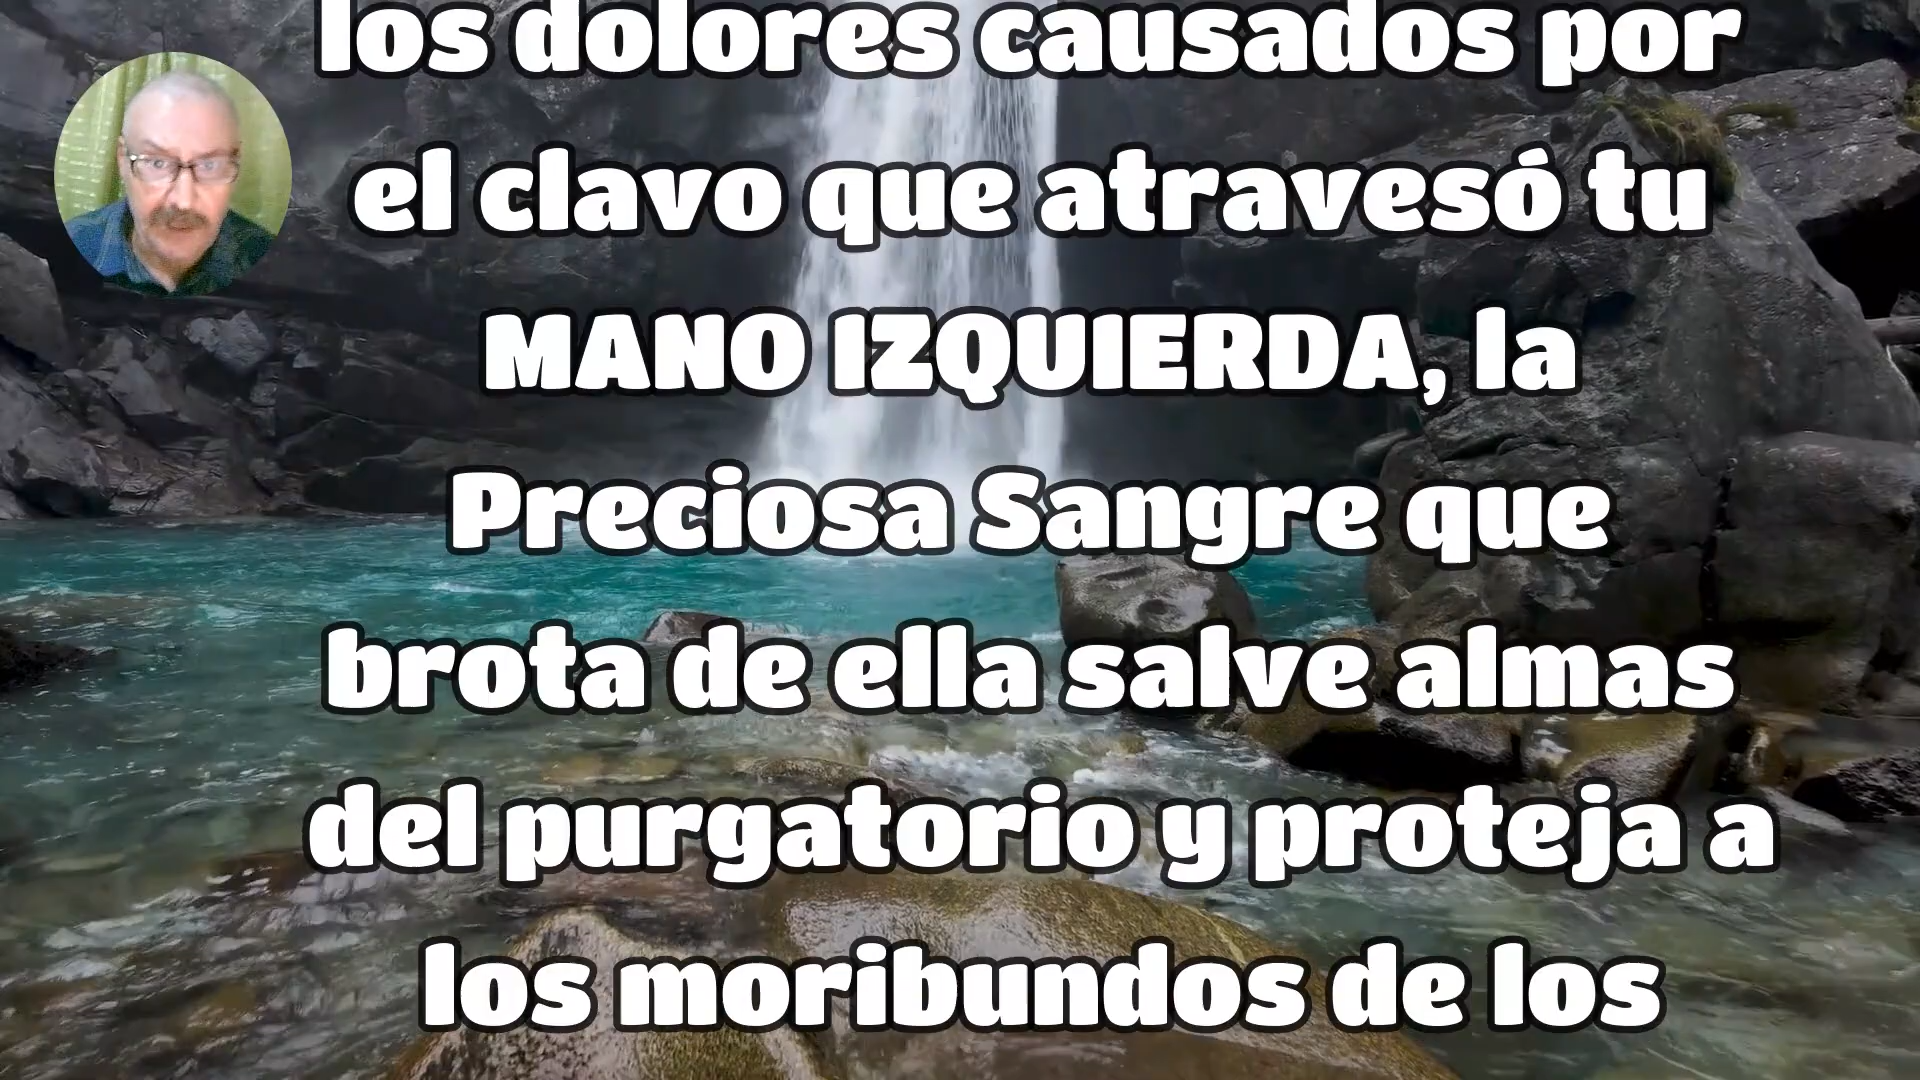 los dolores causados por
el clavo que atravesó tu
MANO IZQUIERDA, la
Preciosa Sangre que
brota de ella salve almas
del purgatorio y proteja a
los moribundos de los